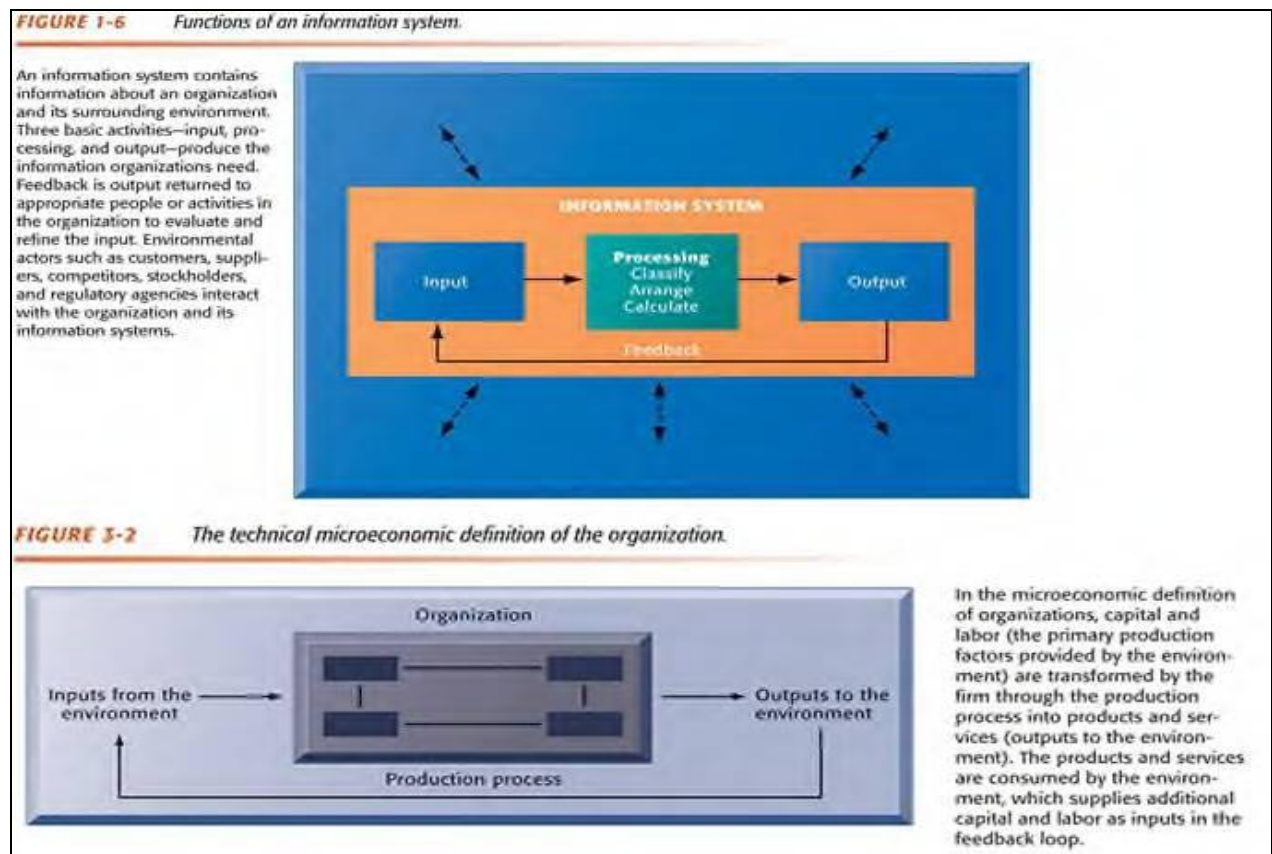 FIGURE 1-6 Functions of an information system.
An information system contains
information about an organization
and its surrounding environment.
Three basic activities—input, pro-
cessing, and output—produce the
information organizations need.
Feedback is output returned to
appropriate people or activities in
the organization to evaluate and
refine the input. Environmental
actors such as customers, suppli-
ers, competitors, stockholders,
and regulatory agencies interact
with the organization and its
information systems.
INFORMATION SYSTEM
Input
Processing
Classify
Arrange
Calculate
Output
Feedback
FIGURE 3-2 The technical microeconomic definition of the organization.
Organization
Inputs from the
environment
Outputs to the
environment
Production process
In the microeconomic definition
of organizations, capital and
labor (the primary production
factors provided by the environ-
ment) are transformed by the
firm through the production
process into products and ser-
vices (outputs to the environ-
ment). The products and services
are consumed by the environ-
ment, which supplies additional
capital and labor as inputs in the
feedback loop.